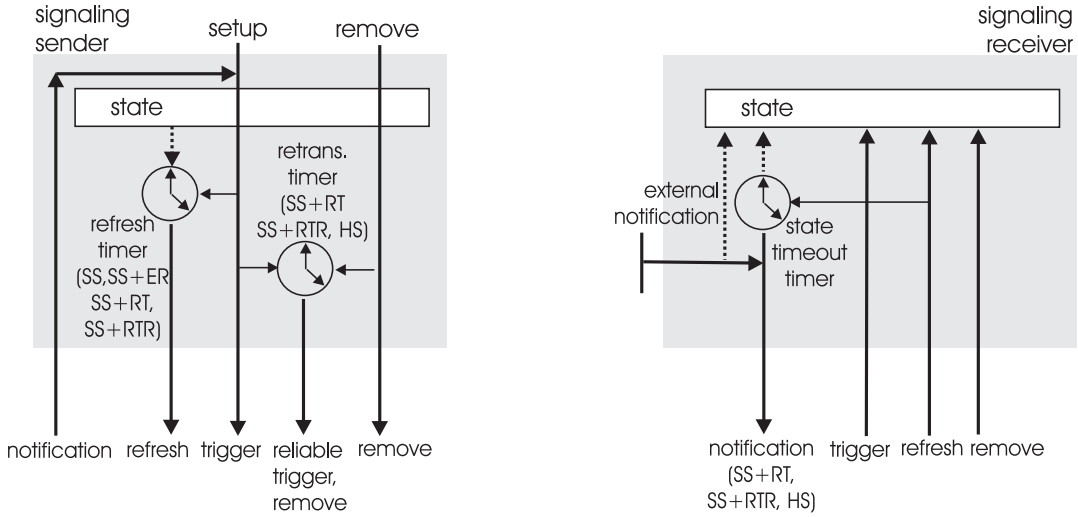 signaling
sender
setup
remove
state
retrans.
timer
(SS+RT
SS+RTR, HS)
refresh
timer
(SS,SS+ER
SS+RT,
SS+RTR)
notification
refresh
trigger
reliable
trigger,
remove
remove
signaling
receiver
state
external
notification
state
timeout
timer
notification
(SS+RT,
SS+RTR, HS)
trigger
refresh
remove